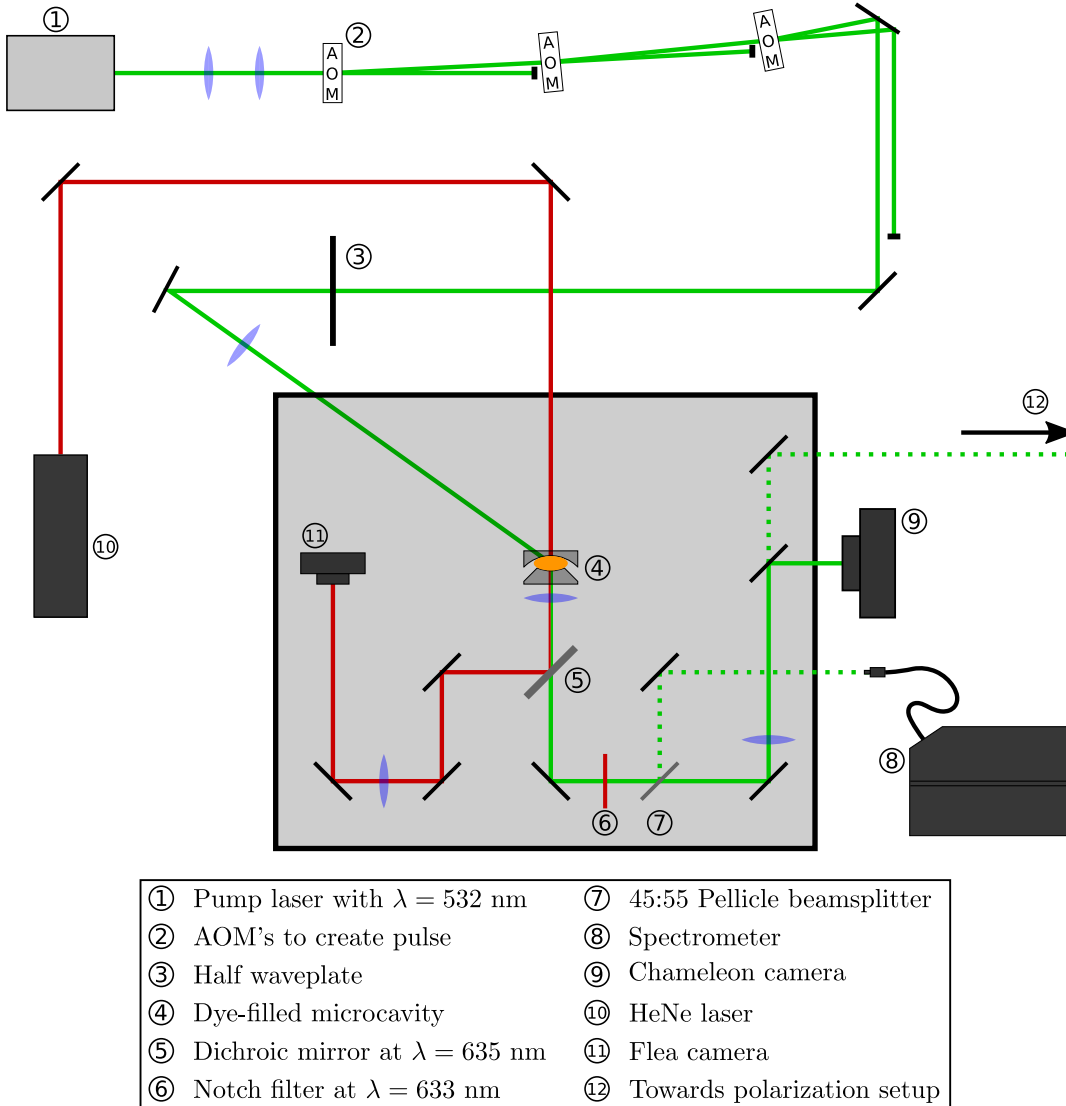 ①
②
A
O
M
A
O
M
A
O
M
③
⑫
⑨
⑪
⑩
④
⑤
⑧
⑥
⑦
① Pump laser with λ = 532 nm
② AOM's to create pulse
③ Half waveplate
④ Dye-filled microcavity
⑤ Dichroic mirror at λ = 635 nm
⑥ Notch filter at λ = 633 nm
⑦ 45:55 Pellicle beamsplitter
⑧ Spectrometer
⑨ Chameleon camera
⑩ HeNe laser
⑪ Flea camera
⑫ Towards polarization setup